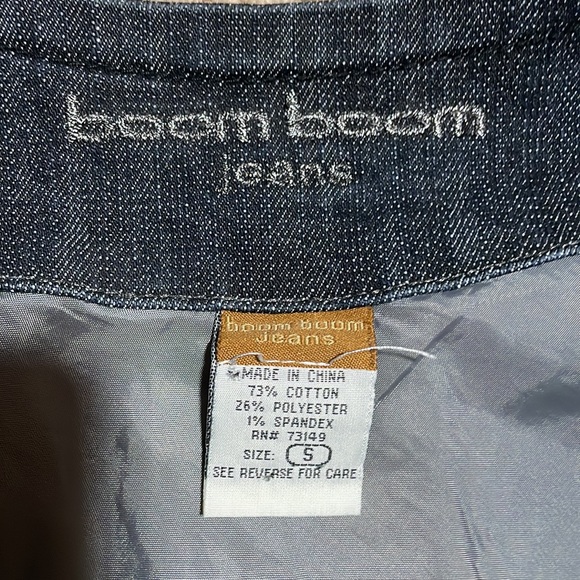 boom boom
jeans
boom boom
jeans
MADE IN CHINA
73% COTTON
26% POLYESTER
1% SPANDEX
RN# 73149
SIZE: S
SEE REVERSE FOR CARE